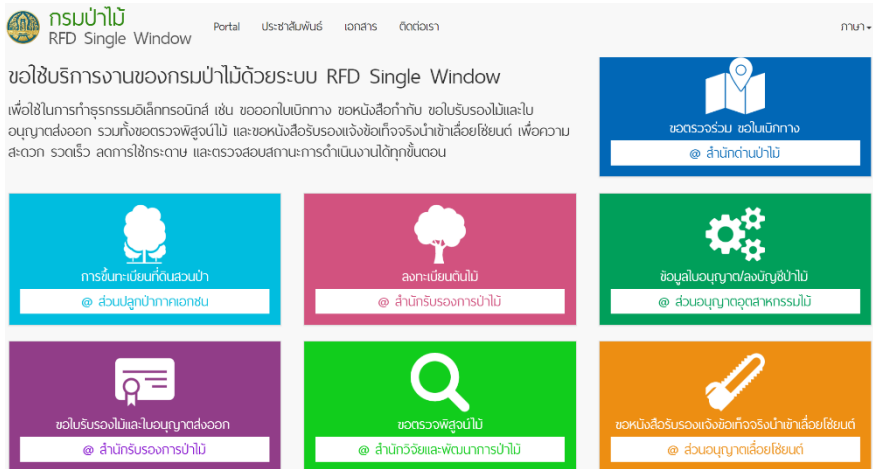 กรมป่าไม้
RFD Single Window
Portal ประชาสัมพันธ์ เอกสาร ติดต่อเรา ภาษา
ขอใช้บริการงานของกรมป่าไม้ด้วยระบบ RFD Single Window
เพื่อใช้ในการทำธุรกรรมอิเล็กทรอนิกส์ เช่น ขอออกใบเบิกทาง ขอหนังสือกำกับ ขอใบรับรองไม้และใบ
อนุญาตส่งออก รวมทั้งขอตรวจพิสูจน์ไม้ และขอหนังสือรับรองแจ้งข้อเท็จจริงนำเข้าเลื่อยโซ่ยนต์ เพื่อความ
สะดวก รวดเร็ว ลดการใช้กระดาษ และตรวจสอบสถานะการดำเนินงานได้ทุกขั้นตอน
ขอตรวจร่วม ขอใบเบิกทาง
@ สำนักด่านป่าไม้
การขึ้นทะเบียนที่ดินสวนป่า
@ ส่วนปลูกป่าภาคเอกชน
ลงทะเบียนต้นไม้
@ สำนักรับรองการป่าไม้
ข้อมูลใบอนุญาต/ลงบัญชีป่าไม้
@ ส่วนอนุญาตอุตสาหกรรมไม้
ขอใบรับรองไม้และใบอนุญาตส่งออก
@ สำนักรับรองการป่าไม้
ขอตรวจพิสูจน์ไม้
@ สำนักวิจัยและพัฒนาการป่าไม้
ขอหนังสือรับรองแจ้งข้อเท็จจริงนำเข้าเลื่อยโซ่ยนต์
@ ส่วนอนุญาตเลื่อยโซ่ยนต์